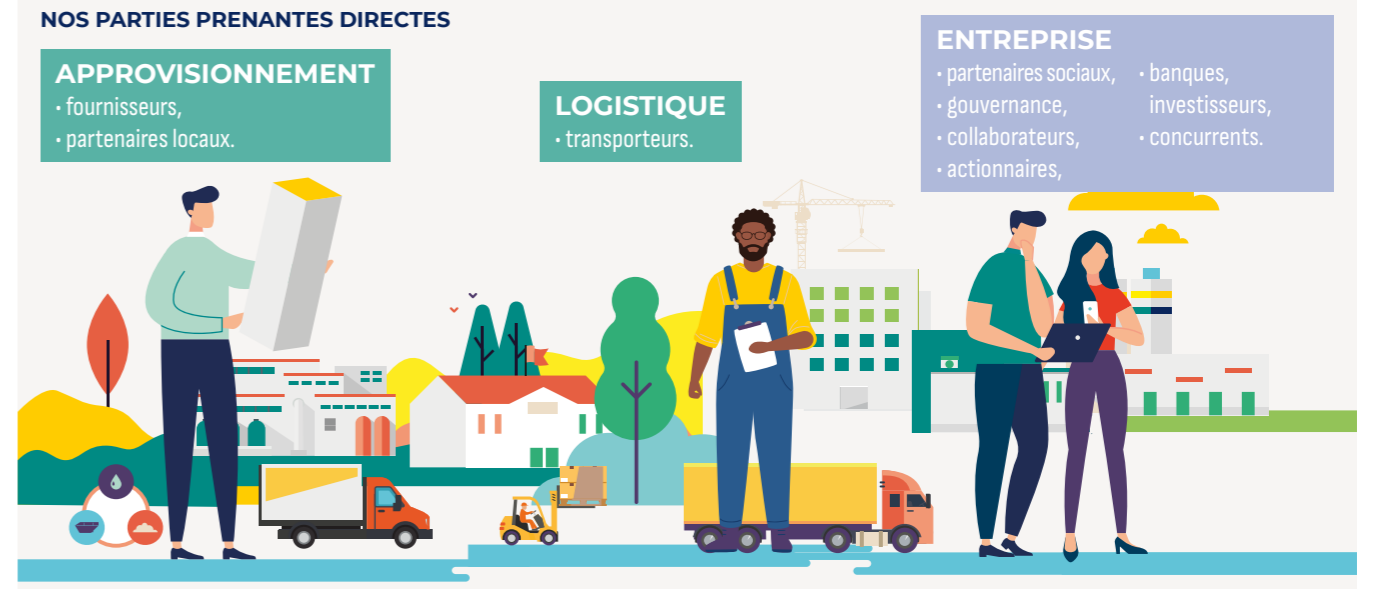 NOS PARTIES PRENANTES DIRECTES
APPROVISIONNEMENT
• fournisseurs,
• partenaires locaux.
LOGISTIQUE
• transporteurs.
ENTREPRISE
• partenaires sociaux,
• gouvernance,
• collaborateurs,
• actionnaires,
• banques,
investisseurs,
• concurrents.